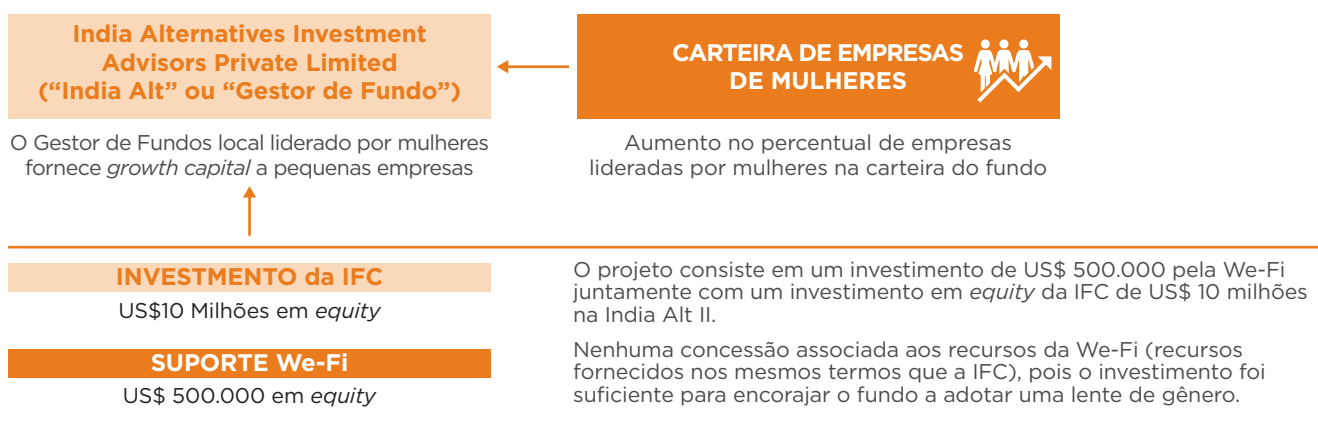 India Alternatives Investment
Advisors Private Limited
(“India Alt” ou “Gestor de Fundo”)
O Gestor de Fundos local liderado por mulheres
fornece growth capital a pequenas empresas
CARTEIRA DE EMPRESAS
DE MULHERES
Aumento no percentual de empresas
lideradas por mulheres na carteira do fundo
INVESTMENTO da IFC
US$10 Milhões em equity
SUPORTE We-Fi
US$ 500.000 em equity
O projeto consiste em um investimento de US$ 500.000 pela We-Fi
juntamente com um investimento em equity da IFC de US$ 10 milhões
na India Alt II.
Nenhuma concessão associada aos recursos da We-Fi (recursos
fornecidos nos mesmos termos que a IFC), pois o investimento foi
suficiente para encorajar o fundo a adotar uma lente de gênero.